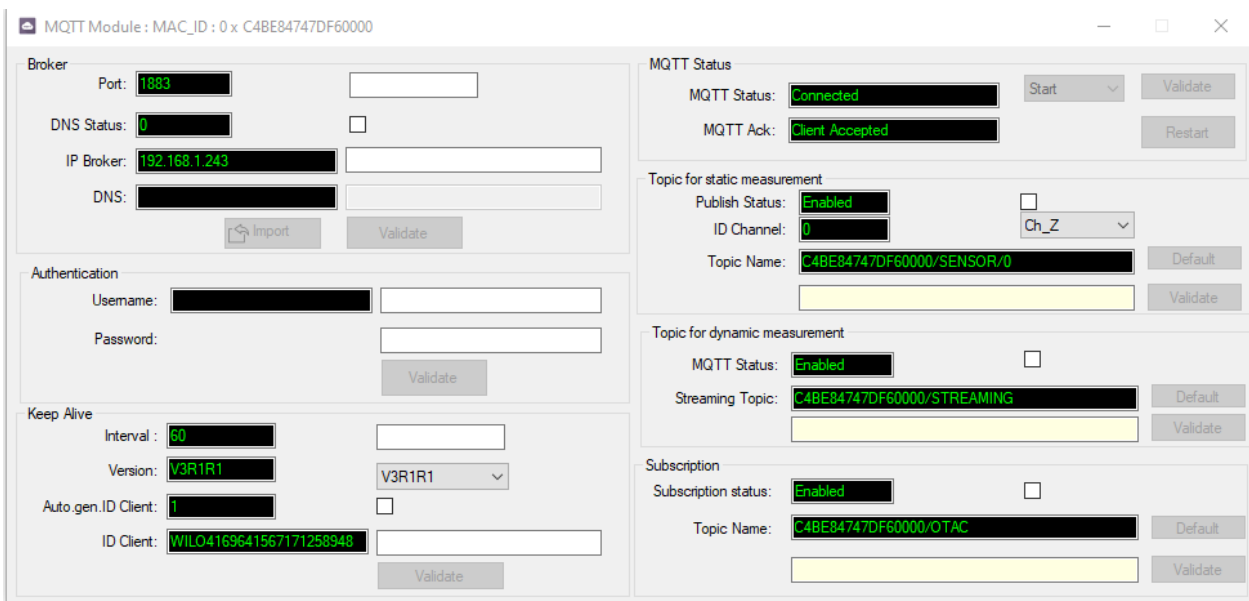 MQTT Module : MAC_ID : 0 x C4BE84747DF60000
Broker
Port: 1883
DNS Status: 0
IP Broker: 192.168.1.243
DNS:
Import Validate
Authentication
Username:
Password:
Validate
Keep Alive
Interval : 60
Version: V3R1R1 V3R1R1
Auto.gen.ID Client: 1
ID Client: WILO4169641567171258948
Validate
MQTT Status
MQTT Status: Connected Start Validate
MQTT Ack: Client Accepted Restart
Topic for static measurement
Publish Status: Enabled
ID Channel: 0 Ch_Z
Topic Name: C4BE84747DF60000/SENSOR/0 Default
Validate
Topic for dynamic measurement
MQTT Status: Enabled
Streaming Topic: C4BE84747DF60000/STREAMING Default
Validate
Subscription
Subscription status: Enabled
Topic Name: C4BE84747DF60000/OTAC Default
Validate